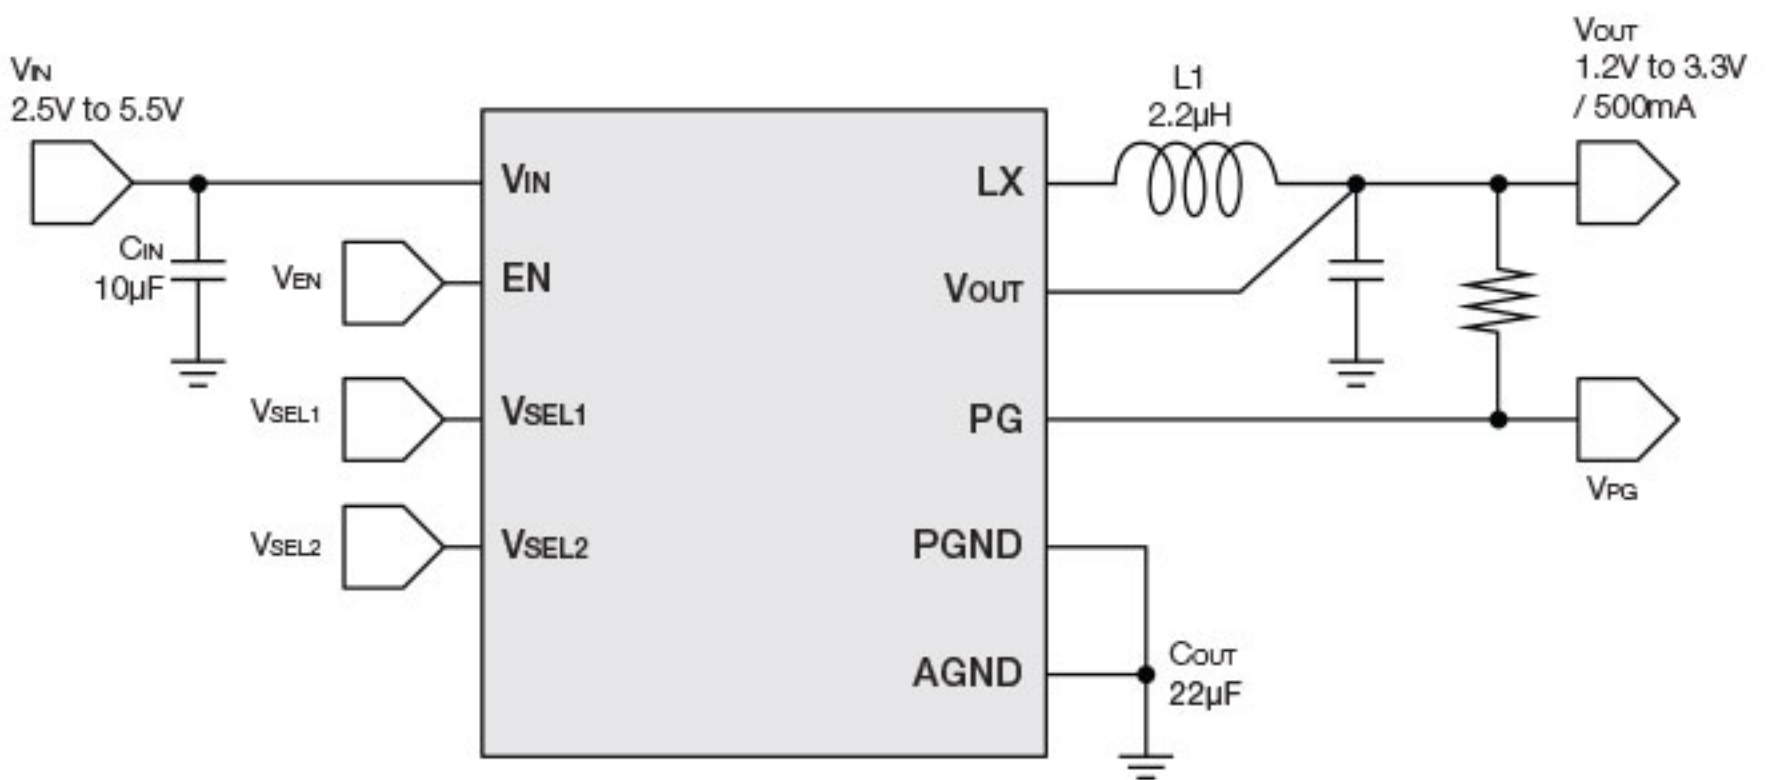 VIN
2.5V to 5.5V
CIN
10µF
VEN
VSEL1
VSEL2
VIN
EN
VSEL1
VSEL2
LX
VOUT
PG
PGND
AGND
L1
2.2µH
VOUT
1.2V to 3.3V
/ 500mA
VPG
COUT
22µF